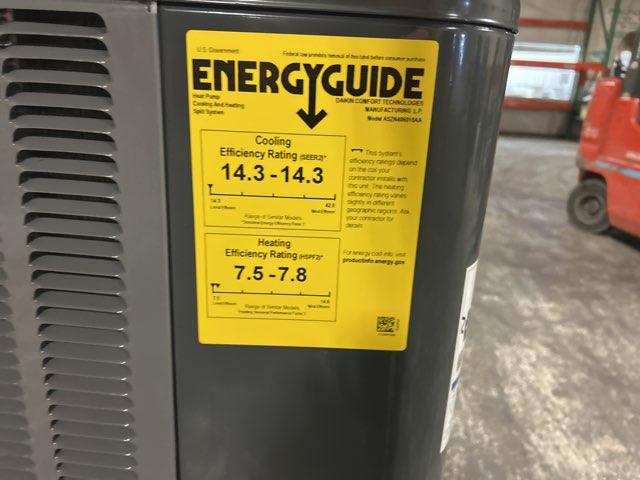 U.S. Government
Federal law prohibits removal of this label before consumer purchase.
ENERGYGUIDE
Heat Pump
Cooling And Heating
Split System
DAIKIN COMFORT TECHNOLOGIES
MANUFACTURING L.P.
Cooling
Efficiency Rating (SEER2)*
14.3 - 14.3
14.3
42.0
Least Efficient
Most Efficient
Range of Similar Models
*Seasonal Energy Efficiency Ratio 2
This system's
efficiency ratings depend
on the coil your
contractor installs with
this unit. The heating
efficiency rating varies
slightly in different
geographic regions. Ask
your contractor for
details.
Heating
Efficiency Rating (HSPF2)*
7.5 - 7.8
7.5
Least Efficient
Most Efficient
Range of Similar Models
*Heating Seasonal Performance Factor 2
For energy cost info, visit
productinfo.energy.gov